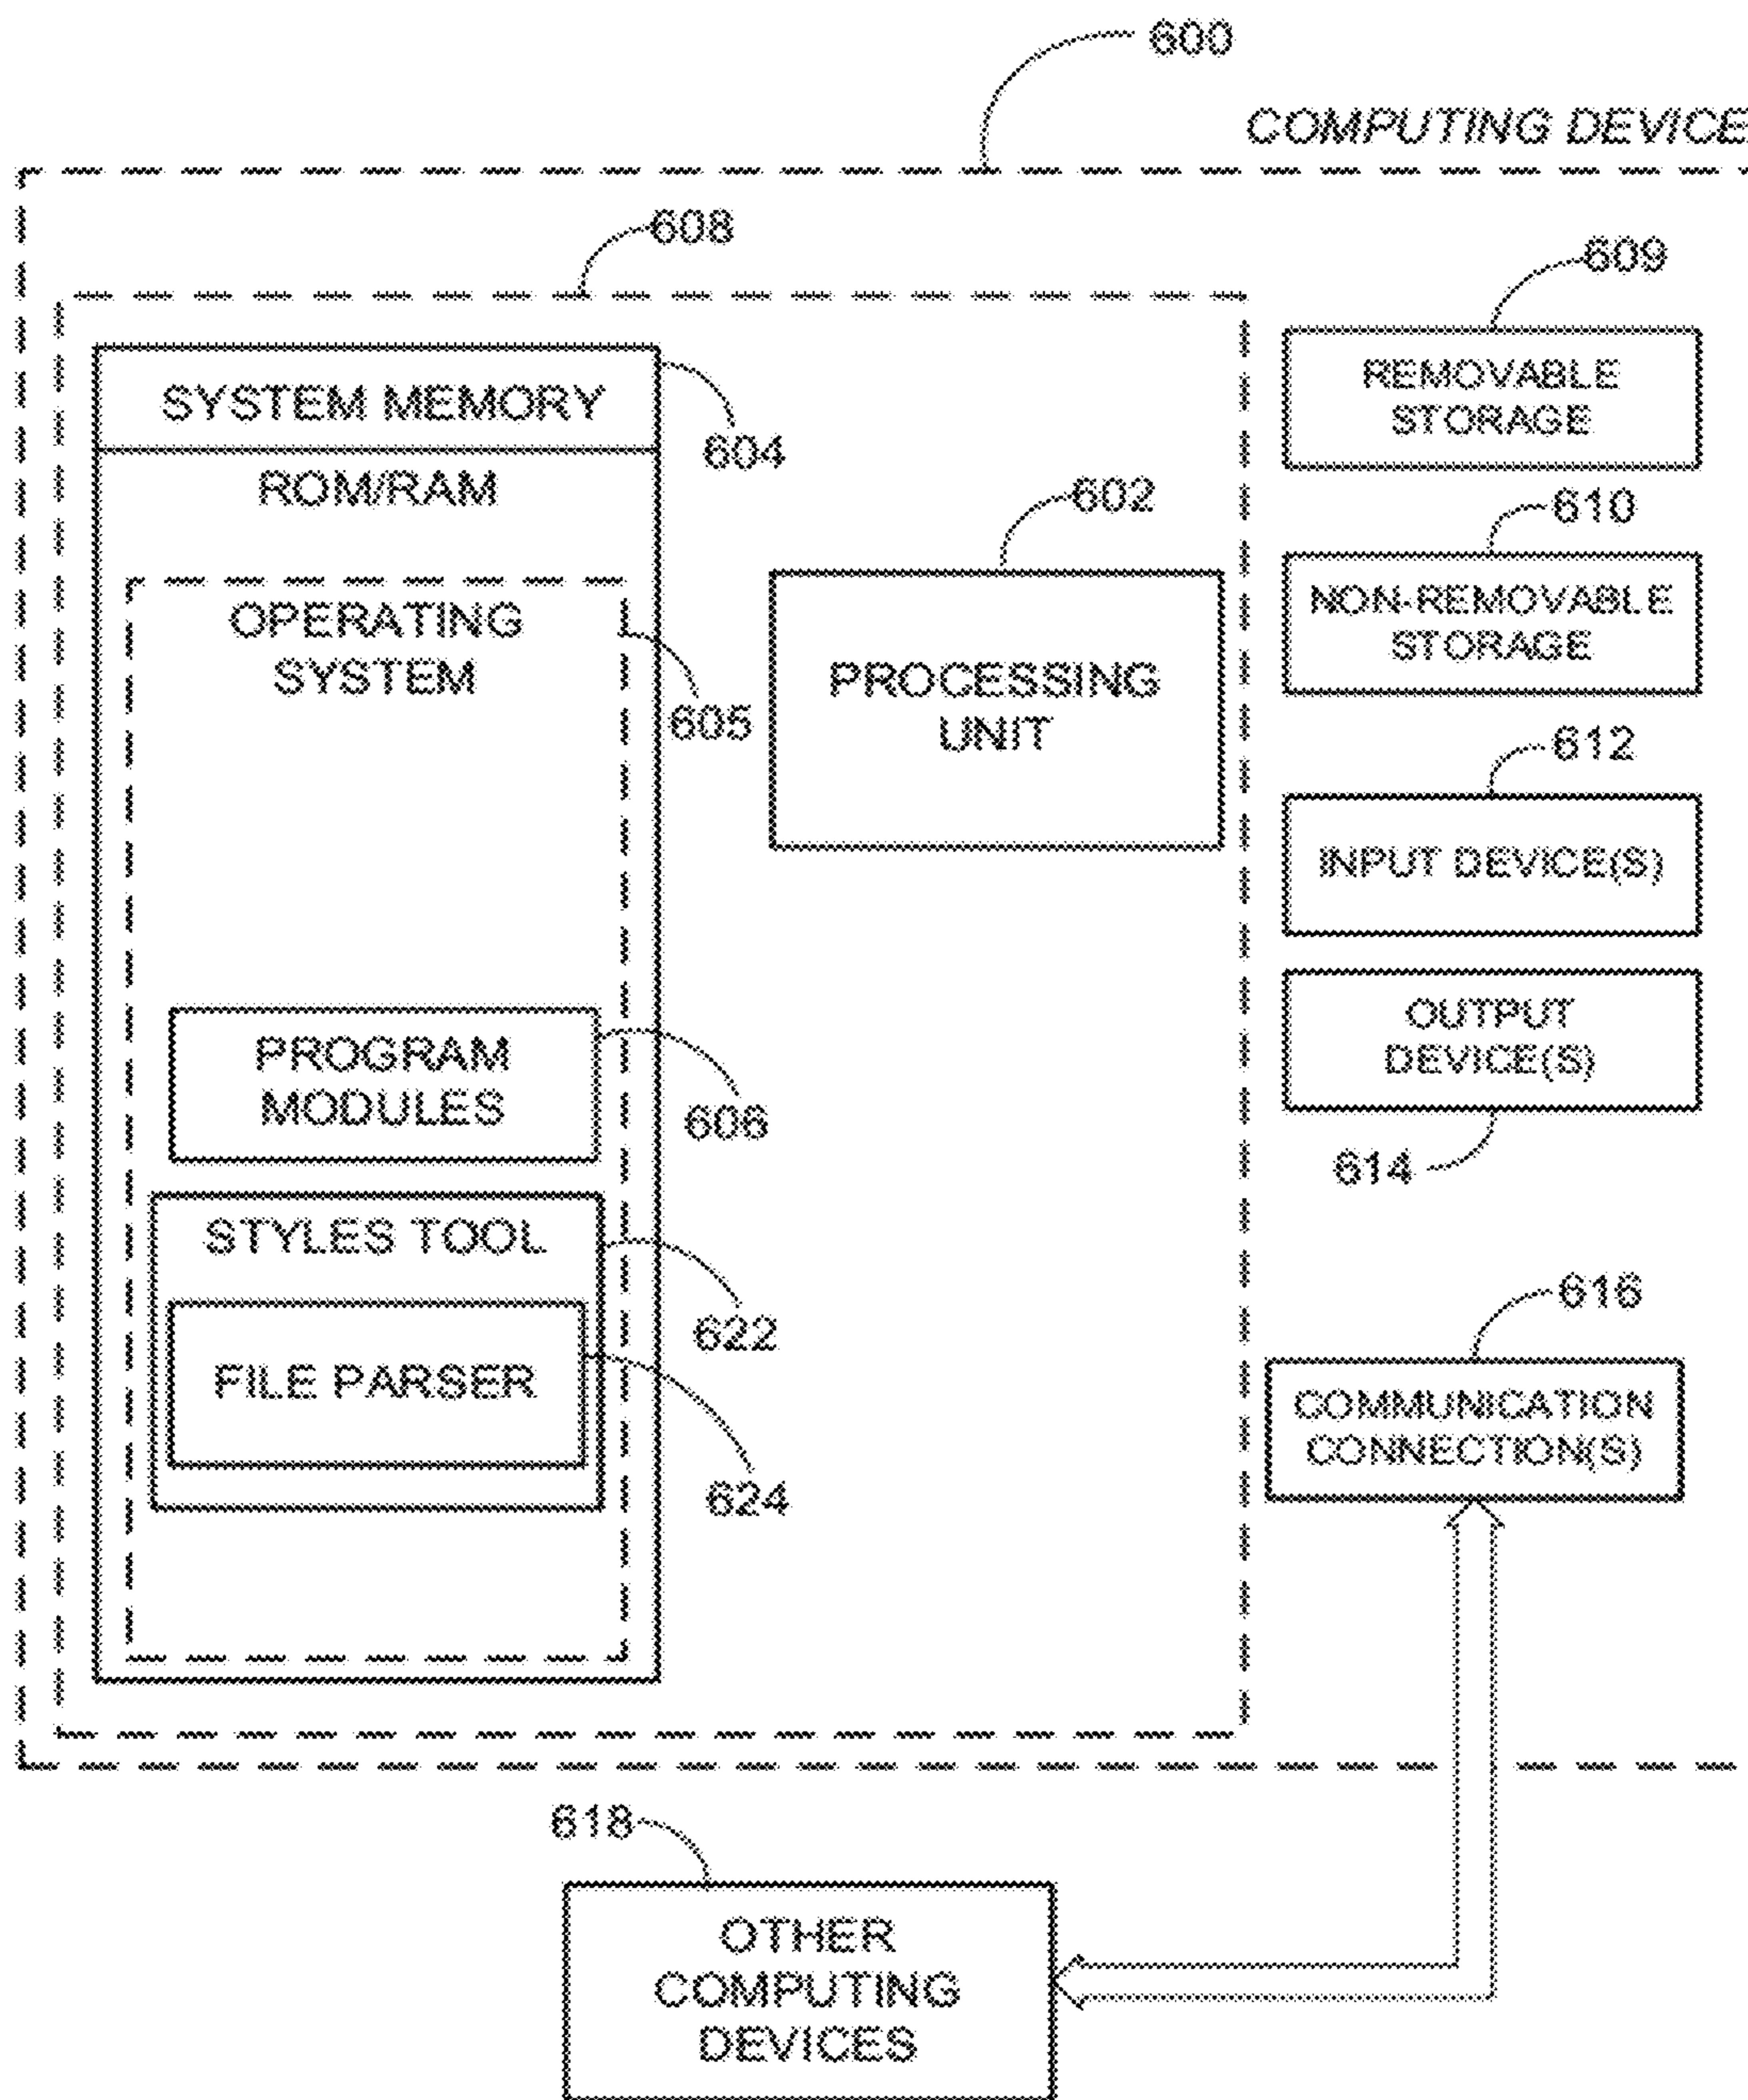 600
COMPUTING DEVICE
608
609
SYSTEM MEMORY
604
ROM/RAM
REMOVABLE
STORAGE
602
610
OPERATING
SYSTEM
605
PROCESSING
UNIT
NON-REMOVABLE
STORAGE
612
INPUT DEVICE(S)
PROGRAM
MODULES
606
OUTPUT
DEVICE(S)
614
STYLES TOOL
622
FILE PARSER
624
616
COMMUNICATION
CONNECTION(S)
618
OTHER
COMPUTING
DEVICES